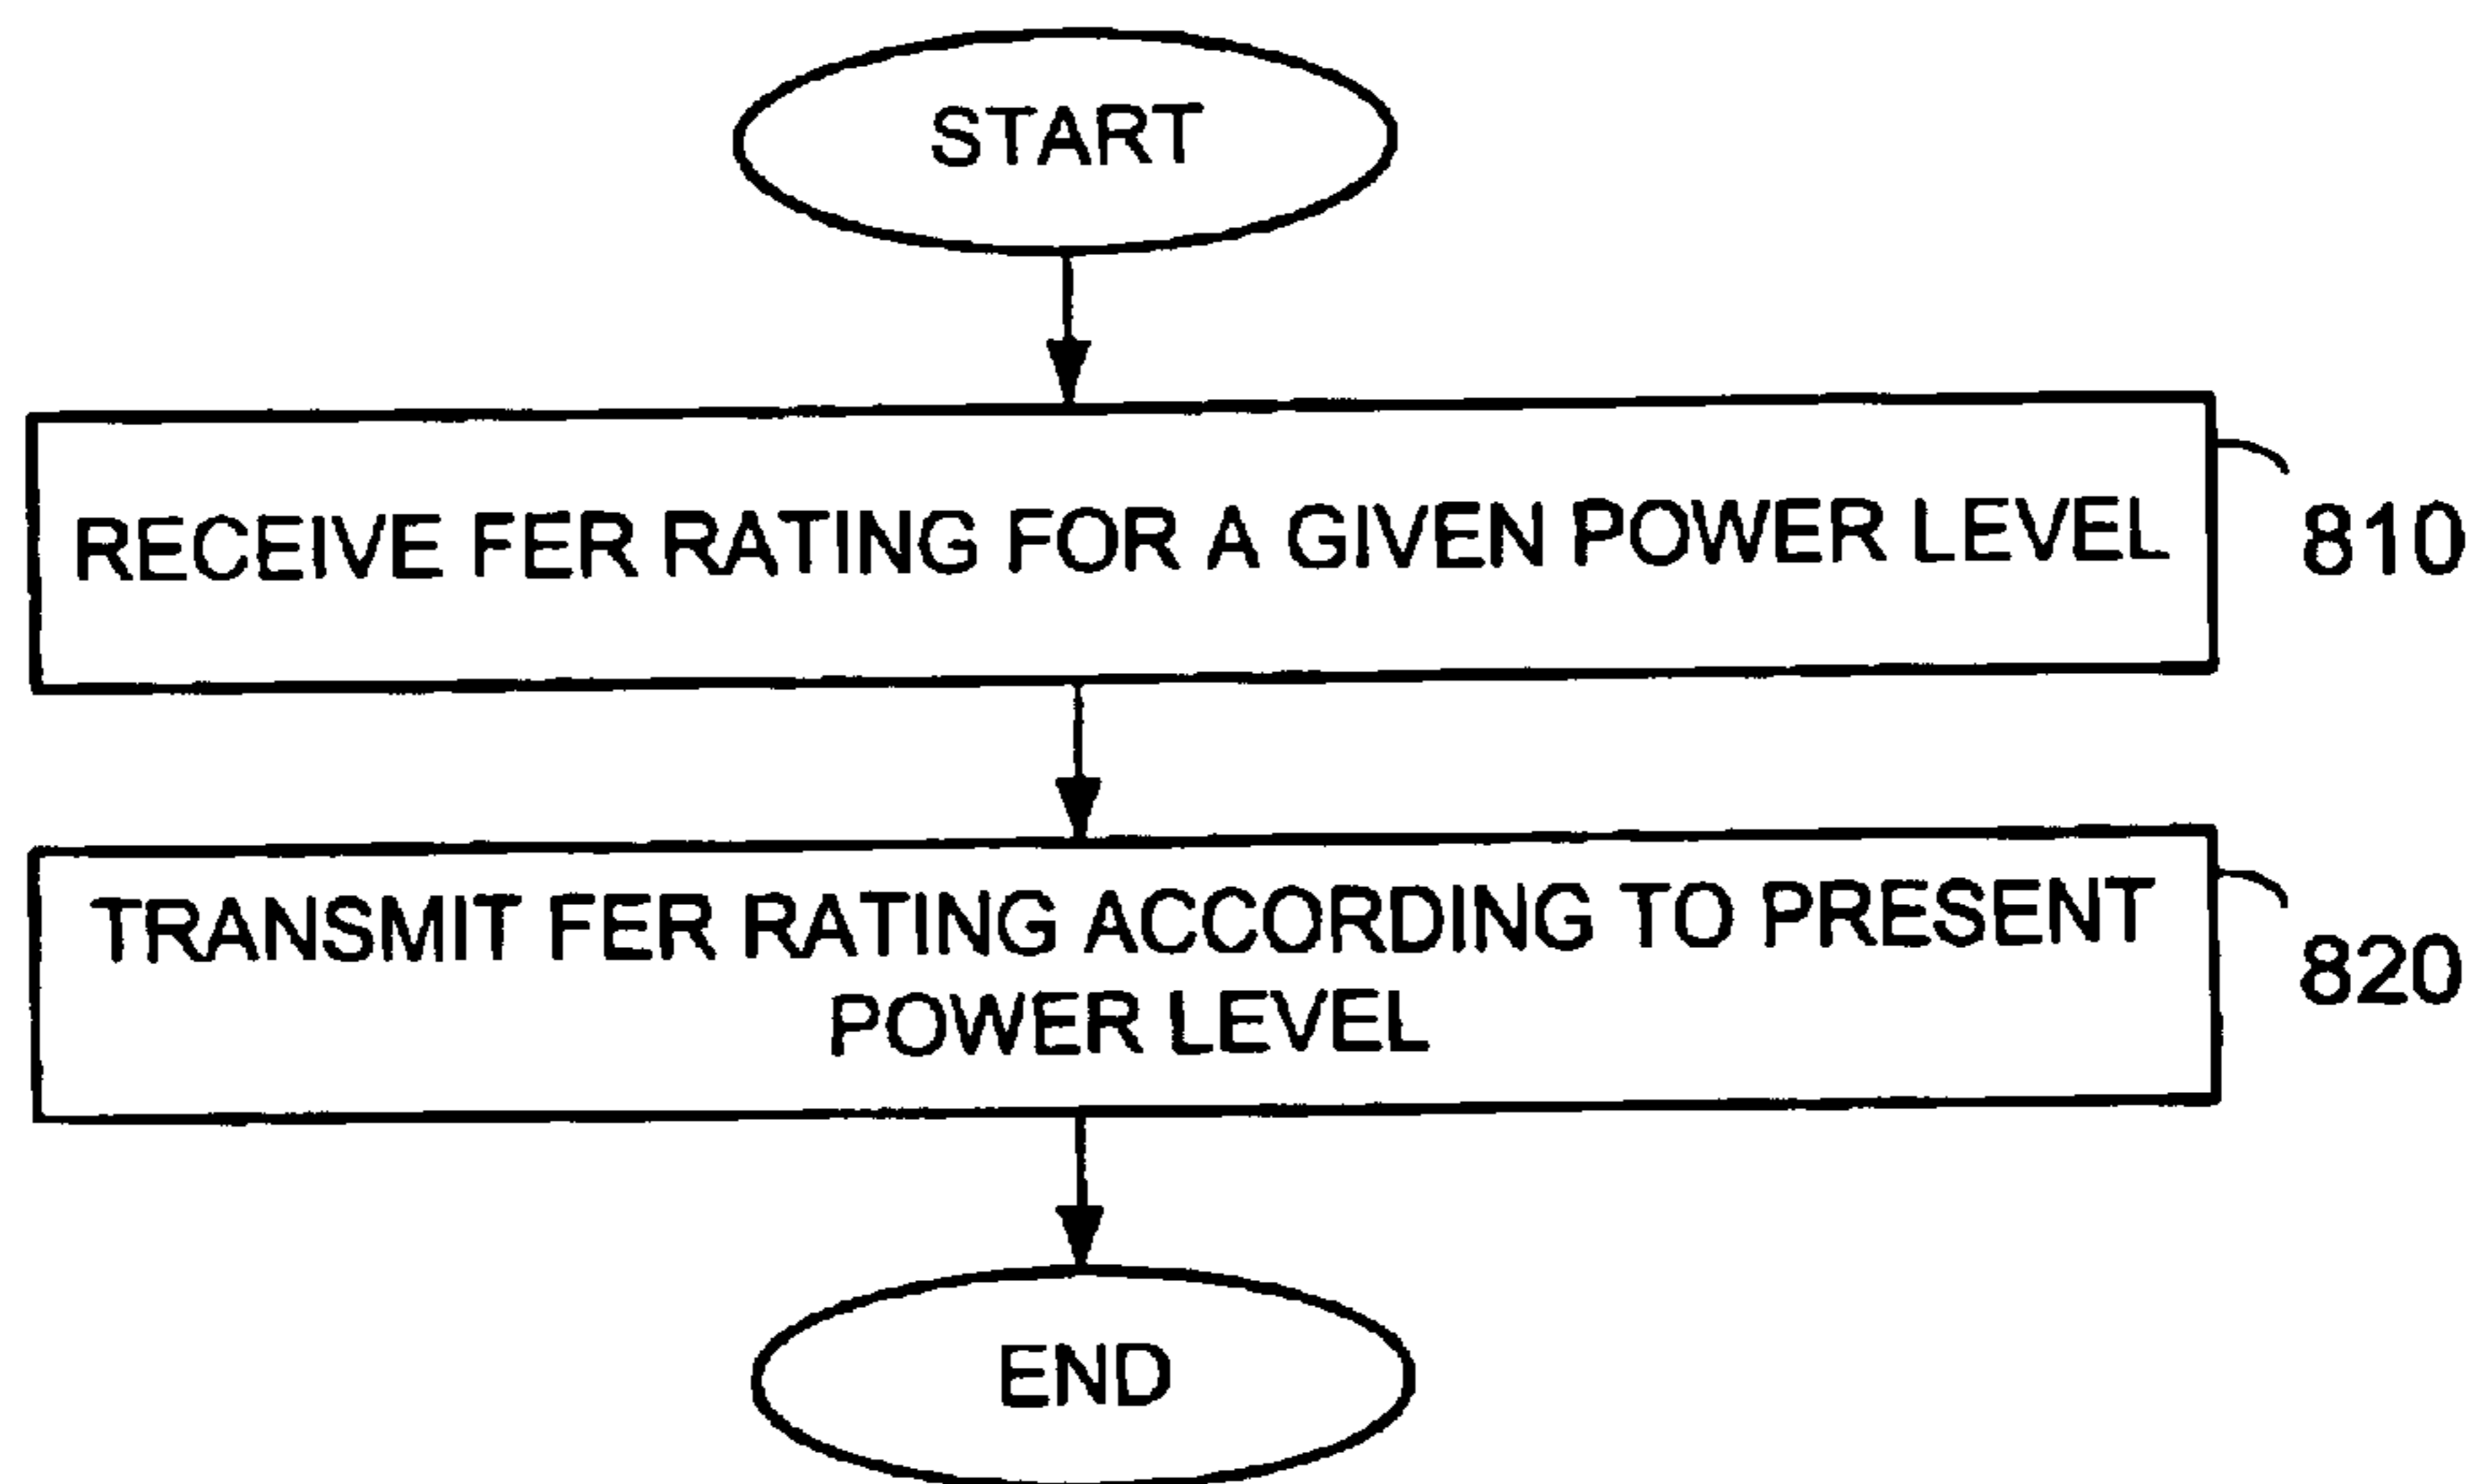 START
RECEIVE FER RATING FOR A GIVEN POWER LEVEL
810
TRANSMIT FER RATING ACCORDING TO PRESENT
POWER LEVEL
820
END